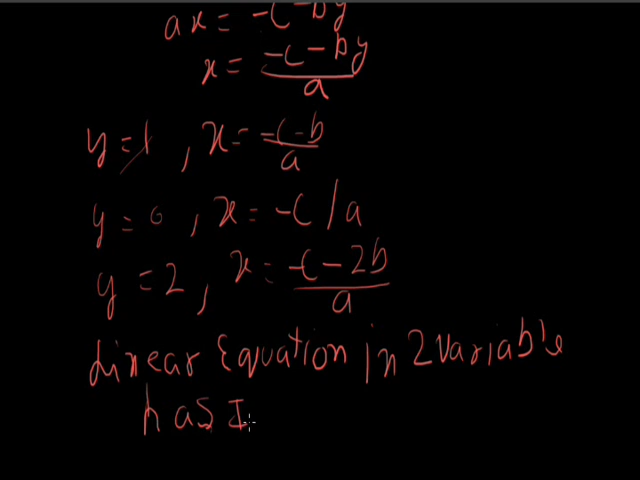 ax = -c - by
x = -c - by / a
y = 1 , x = -c - b / a
y = 0 , x = -c / a
y = 2 , x = -c - 2b / a
Linear Equation in 2 variable
has I